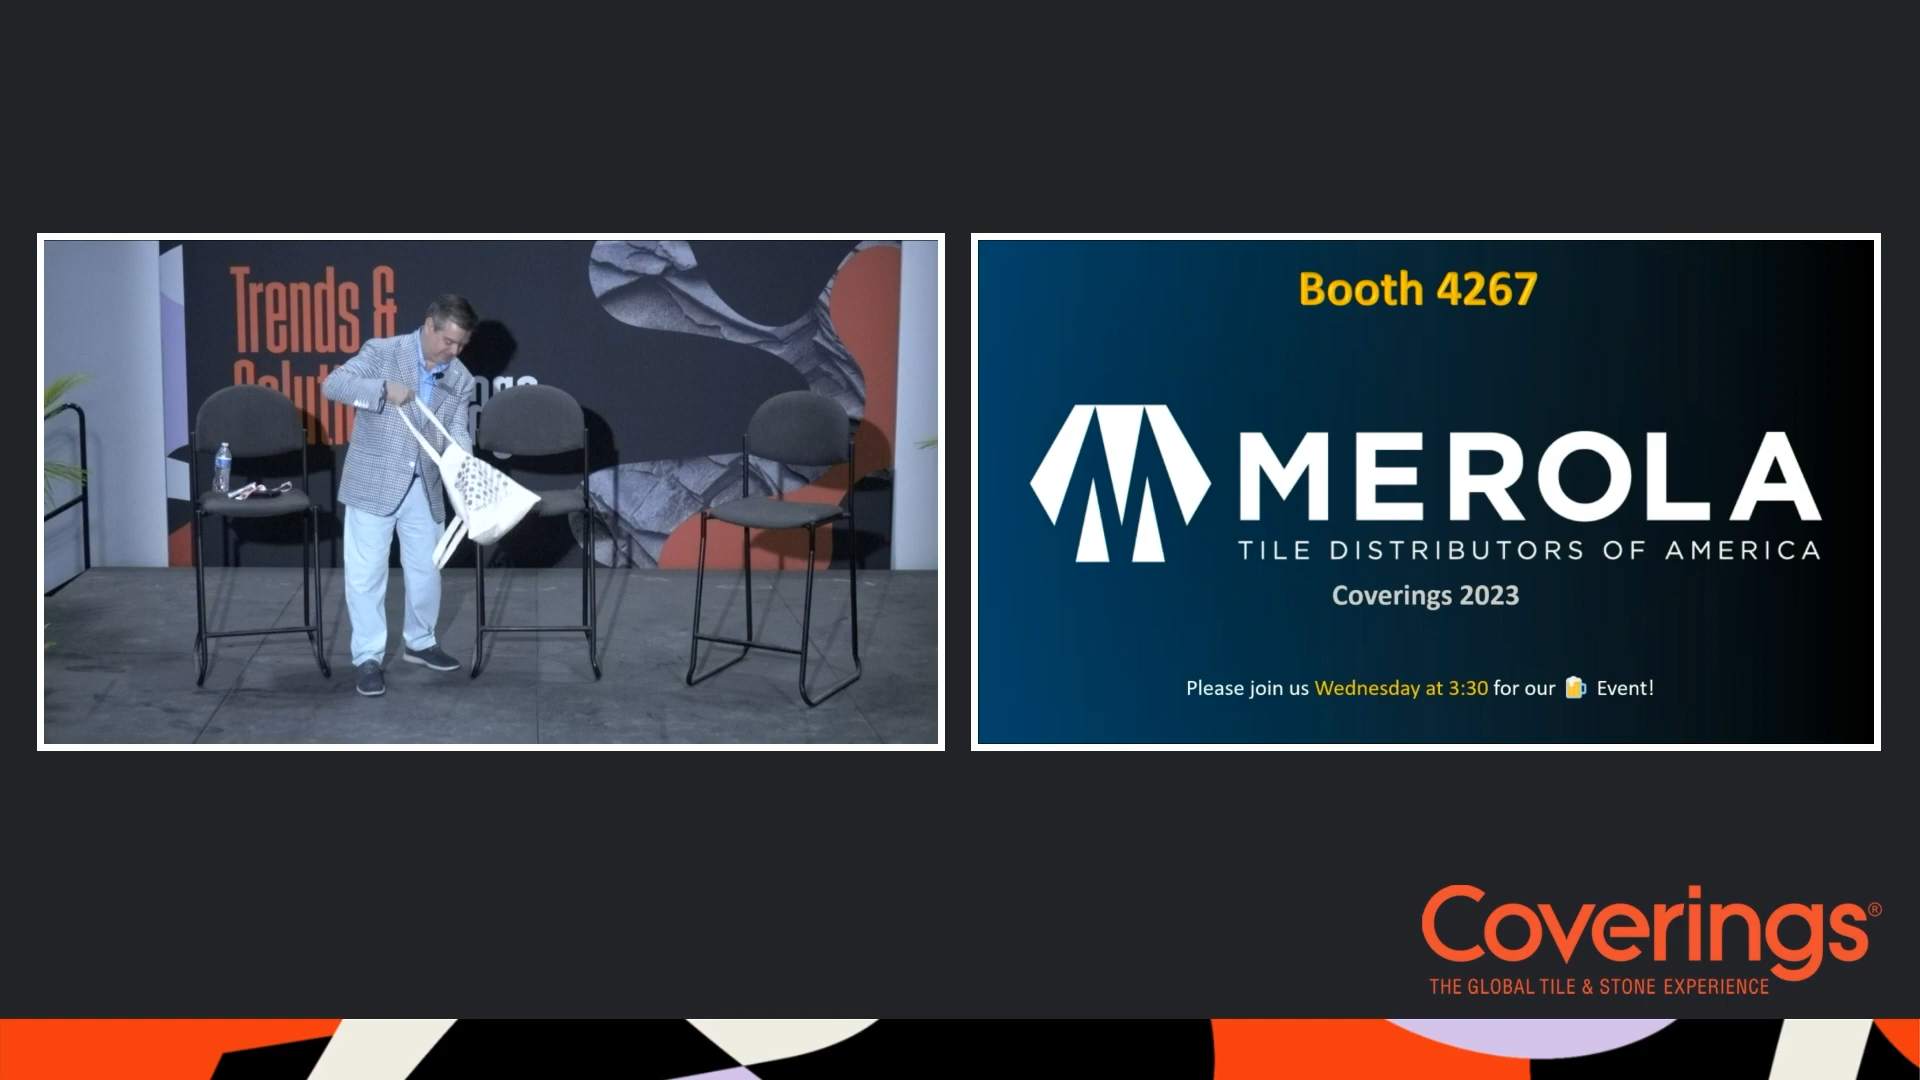 Trends &
Booth 4267
MEROLA
TILE DISTRIBUTORS OF AMERICA
Coverings 2023
Please join us Wednesday at 3:30 for our 🍺 Event!
Coverings®
THE GLOBAL TILE & STONE EXPERIENCE